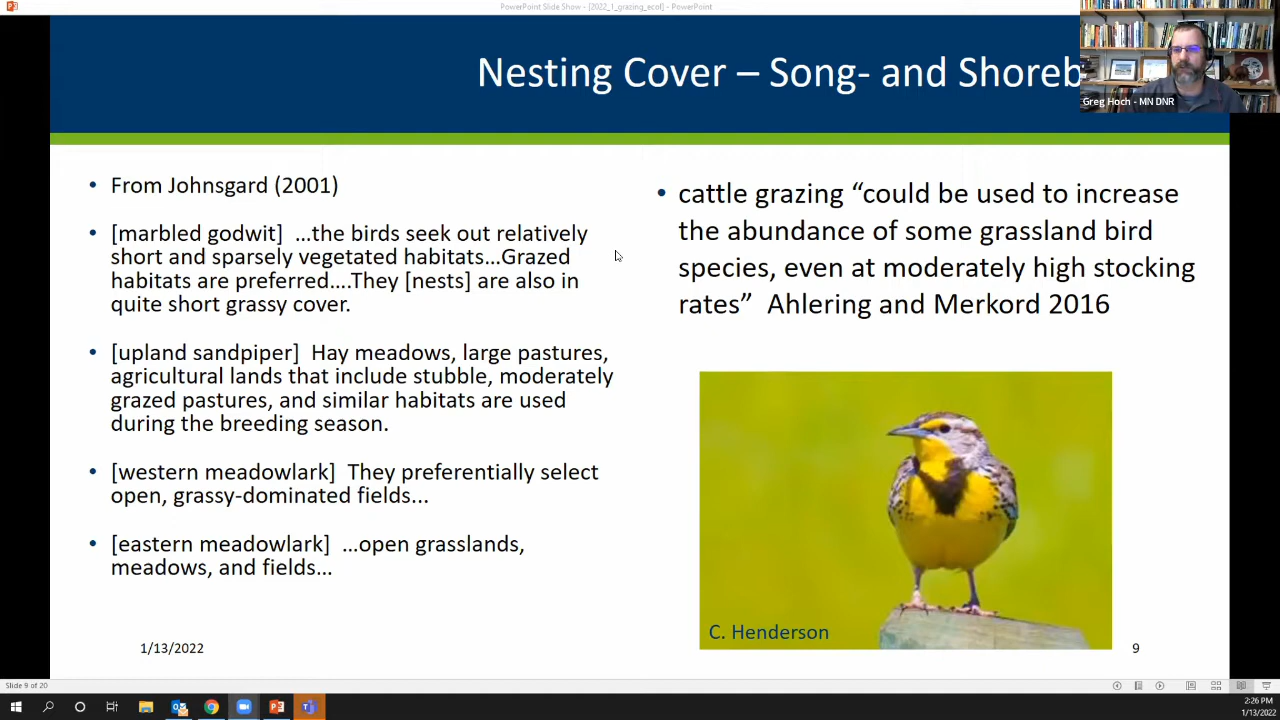 PowerPoint Slide Show - [2022_1_grazing_ecol] - PowerPoint
Nesting Cover – Song- and Shoreb
Greg Hoch - MN DNR
• From Johnsgard (2001)
• [marbled godwit] …the birds seek out relatively
short and sparsely vegetated habitats…Grazed
habitats are preferred….They [nests] are also in
quite short grassy cover.
• [upland sandpiper] Hay meadows, large pastures,
agricultural lands that include stubble, moderately
grazed pastures, and similar habitats are used
during the breeding season.
• [western meadowlark] They preferentially select
open, grassy-dominated fields…
• [eastern meadowlark] …open grasslands,
meadows, and fields…
• cattle grazing “could be used to increase
the abundance of some grassland bird
species, even at moderately high stocking
rates” Ahlering and Merkord 2016
C. Henderson
1/13/2022
9
Slide 9 of 20
2:26 PM
1/13/2022